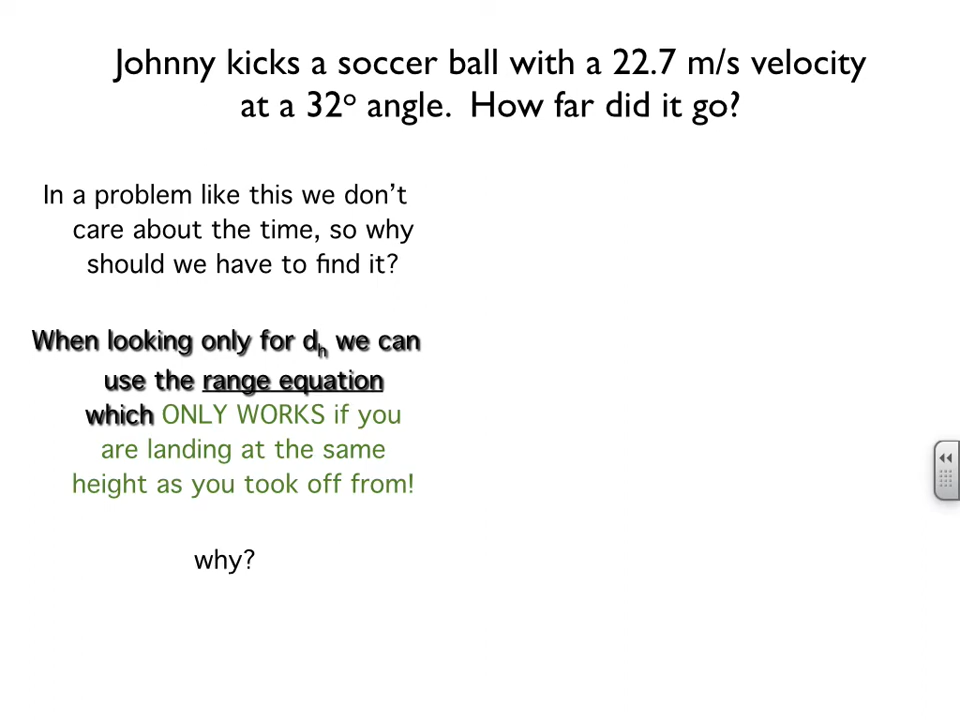 Johnny kicks a soccer ball with a 22.7 m/s velocity
at a 32° angle.  How far did it go?
In a problem like this we don't
care about the time, so why
should we have to find it?
When looking only for dₕ we can
use the range equation
which ONLY WORKS if you
are landing at the same
height as you took off from!
why?